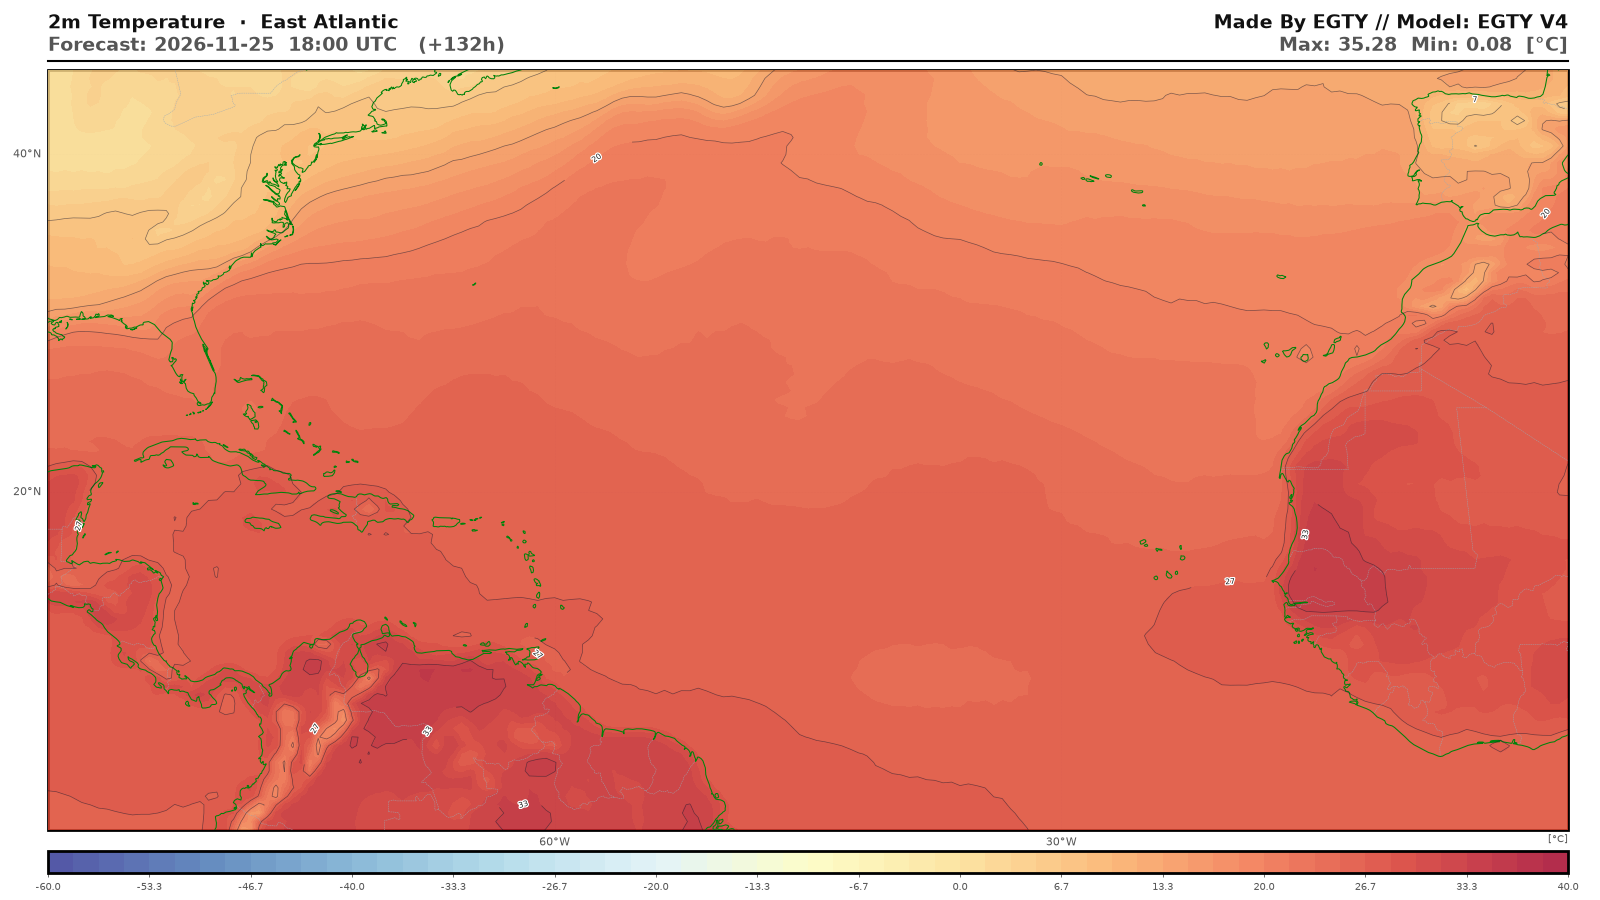 2m Temperature · East Atlantic
Made By EGTY // Model: EGTY V4
Forecast: 2026-11-25 18:00 UTC (+132h)
Max: 35.28 Min: 0.08 [°C]
7
40°N
20
20
20°N
27
33
27
27
27
33
33
60°W
30°W
[°C]
-60.0
-53.3
-46.7
-40.0
-33.3
-26.7
-20.0
-13.3
-6.7
0.0
6.7
13.3
20.0
26.7
33.3
40.0